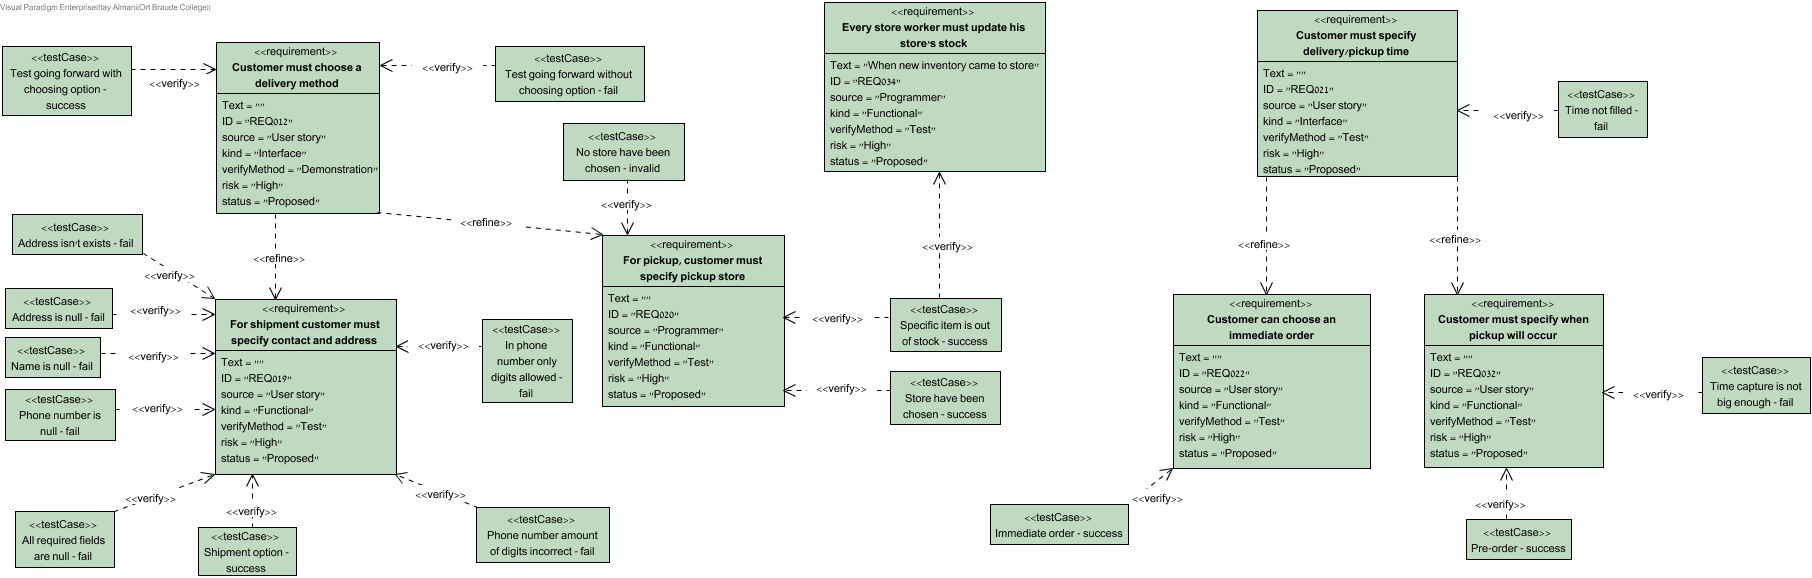 Visual Paradigm Enterprise(Itay Almani(Ort Braude College))
<<testCase>>
Test going forward with
choosing option -
success
<<verify>>
<<requirement>>
Customer must choose a
delivery method
Text = ""
ID = "REQ012"
source = "User story"
kind = "Interface"
verifyMethod = "Demonstration"
risk = "High"
status = "Proposed"
<<verify>>
<<testCase>>
Test going forward without
choosing option - fail
<<testCase>>
No store have been
chosen - invalid
<<verify>>
<<refine>>
<<refine>>
<<requirement>>
Every store worker must update his
store's stock
Text = "When new inventory came to store"
ID = "REQ034"
source = "Programmer"
kind = "Functional"
verifyMethod = "Test"
risk = "High"
status = "Proposed"
<<verify>>
<<requirement>>
Customer must specify
delivery/pickup time
Text = ""
ID = "REQ021"
source = "User story"
kind = "Interface"
verifyMethod = "Test"
risk = "High"
status = "Proposed"
<<verify>>
<<testCase>>
Time not filled -
fail
<<refine>>
<<refine>>
<<testCase>>
Address isn't exists - fail
<<verify>>
<<testCase>>
Address is null - fail
<<verify>>
<<testCase>>
Name is null - fail
<<verify>>
<<testCase>>
Phone number is
null - fail
<<verify>>
<<requirement>>
For shipment customer must
specify contact and address
Text = ""
ID = "REQ019"
source = "User story"
kind = "Functional"
verifyMethod = "Test"
risk = "High"
status = "Proposed"
<<verify>>
<<testCase>>
In phone
number only
digits allowed -
fail
<<requirement>>
For pickup, customer must
specify pickup store
Text = ""
ID = "REQ020"
source = "Programmer"
kind = "Functional"
verifyMethod = "Test"
risk = "High"
status = "Proposed"
<<verify>>
<<testCase>>
Specific item is out
of stock - success
<<verify>>
<<testCase>>
Store have been
chosen - success
<<requirement>>
Customer can choose an
immediate order
Text = ""
ID = "REQ022"
source = "User story"
kind = "Functional"
verifyMethod = "Test"
risk = "High"
status = "Proposed"
<<requirement>>
Customer must specify when
pickup will occur
Text = ""
ID = "REQ032"
source = "User story"
kind = "Functional"
verifyMethod = "Test"
risk = "High"
status = "Proposed"
<<verify>>
<<testCase>>
Time capture is not
big enough - fail
<<verify>>
<<testCase>>
All required fields
are null - fail
<<verify>>
<<testCase>>
Shipment option -
success
<<verify>>
<<testCase>>
Phone number amount
of digits incorrect - fail
<<verify>>
<<testCase>>
Immediate order - success
<<verify>>
<<testCase>>
Pre-order - success